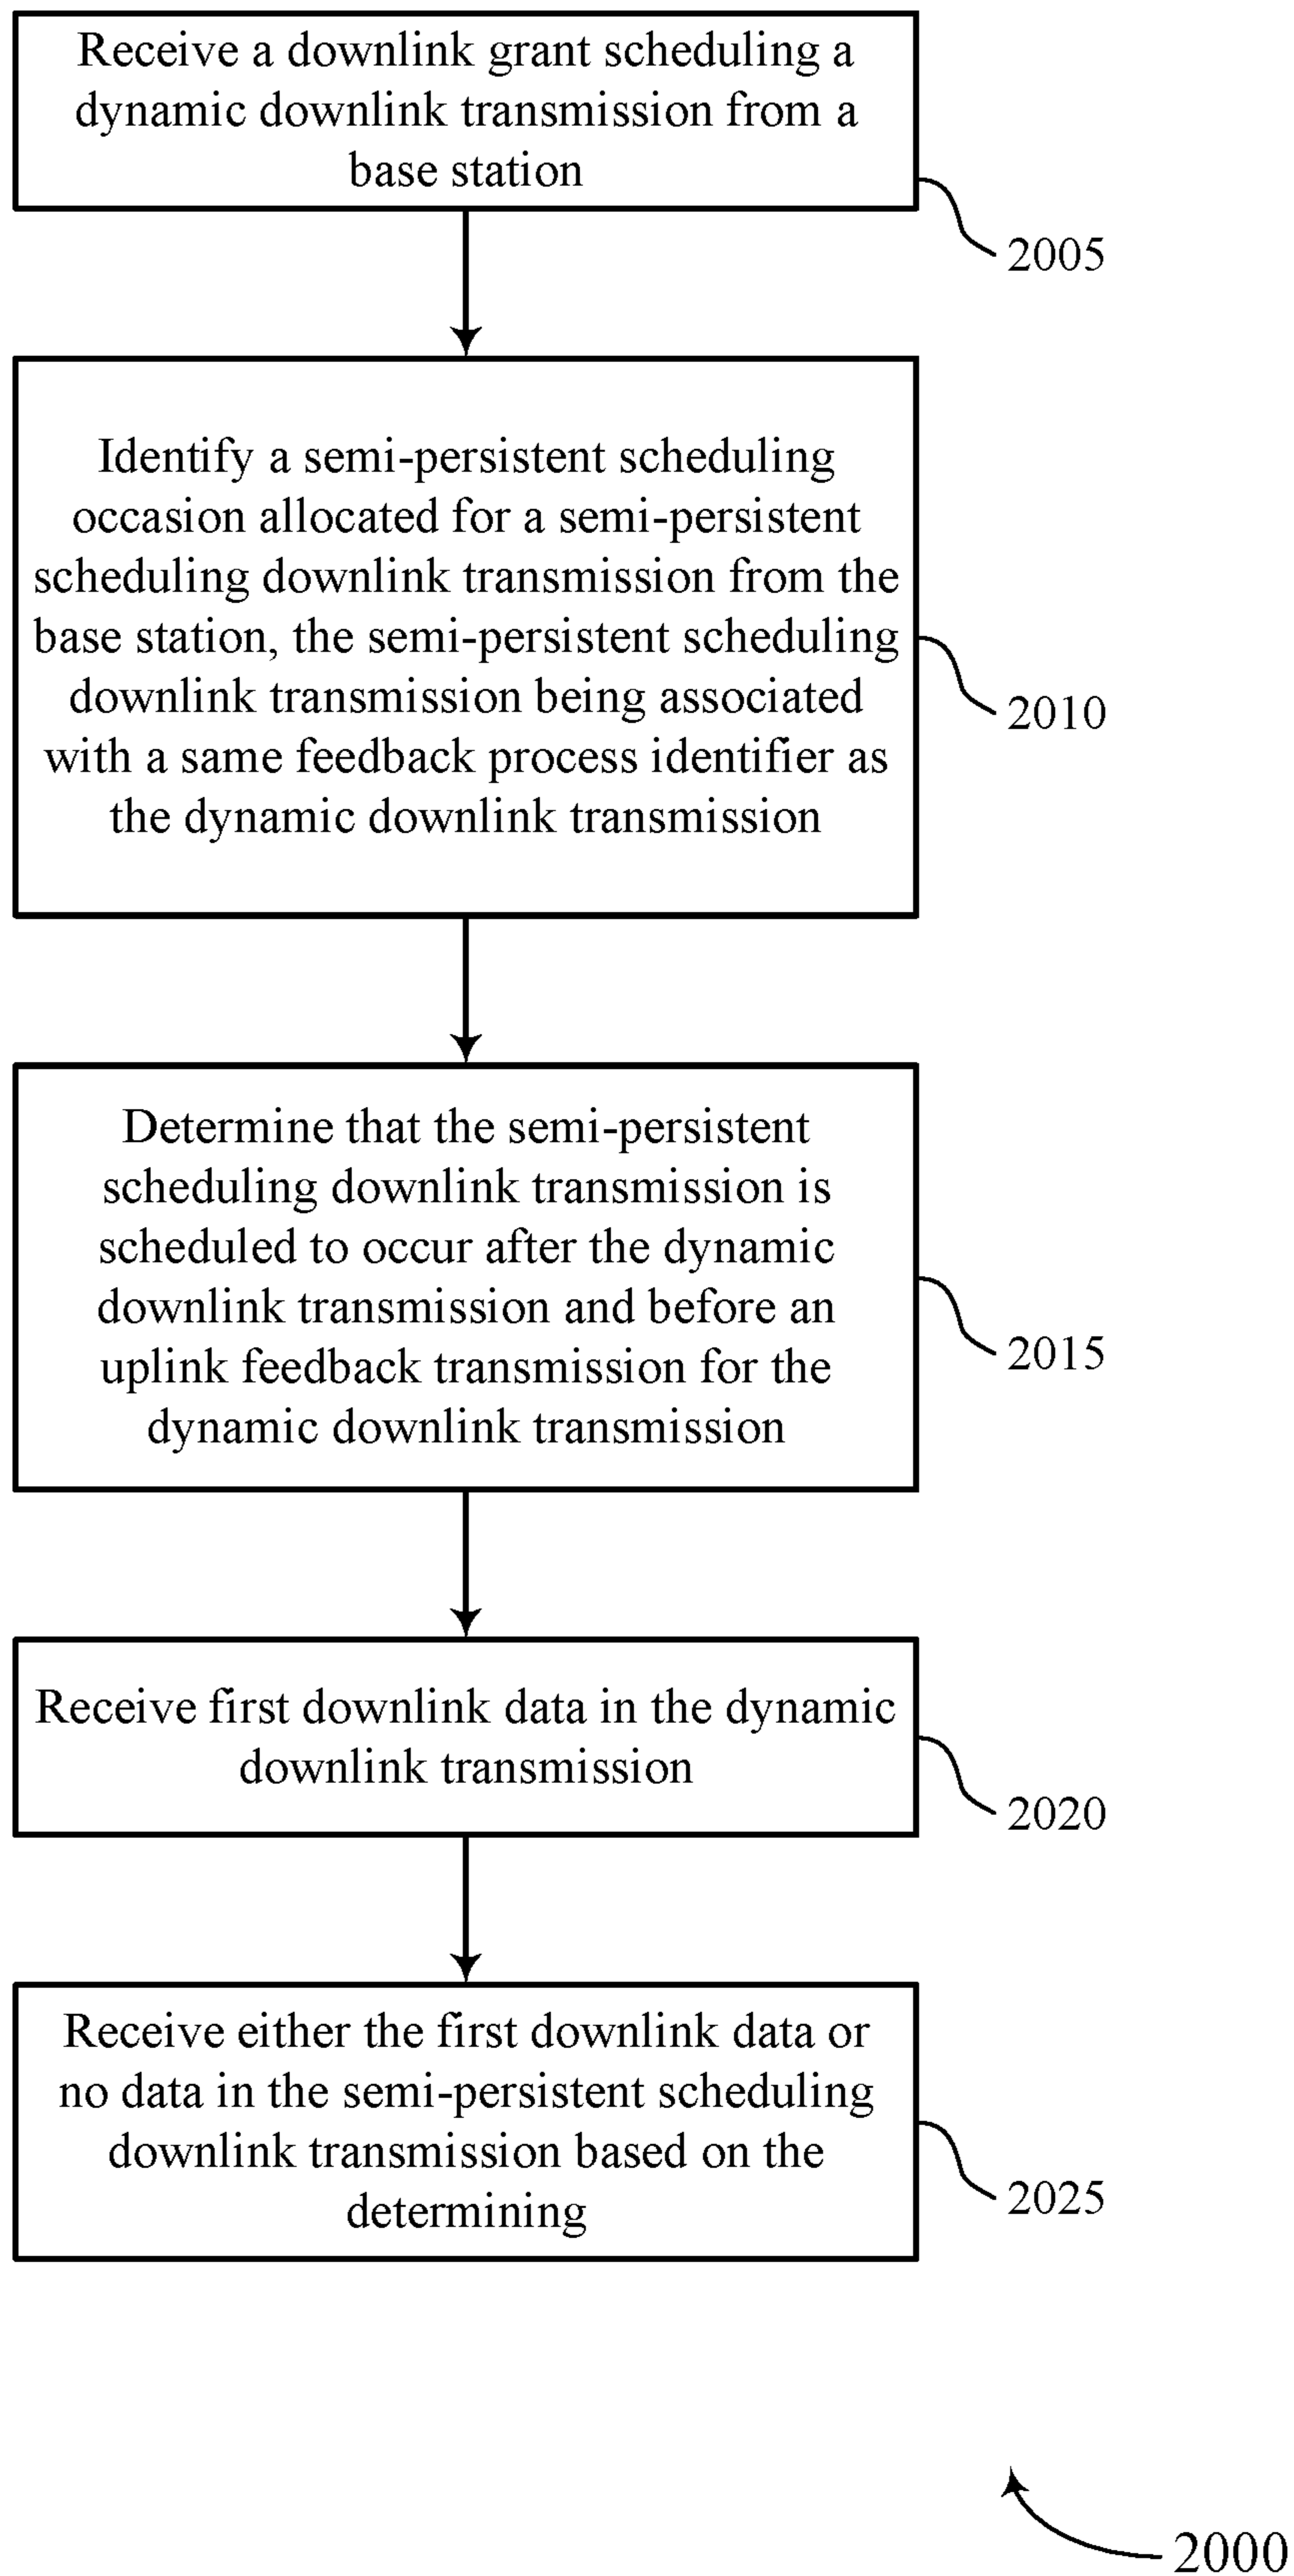 Receive a downlink grant scheduling a
dynamic downlink transmission from a
base station
2005
Identify a semi-persistent scheduling
occasion allocated for a semi-persistent
scheduling downlink transmission from the
base station, the semi-persistent scheduling
downlink transmission being associated
with a same feedback process identifier as
the dynamic downlink transmission
2010
Determine that the semi-persistent
scheduling downlink transmission is
scheduled to occur after the dynamic
downlink transmission and before an
uplink feedback transmission for the
dynamic downlink transmission
2015
Receive first downlink data in the dynamic
downlink transmission
2020
Receive either the first downlink data or
no data in the semi-persistent scheduling
downlink transmission based on the
determining
2025
2000